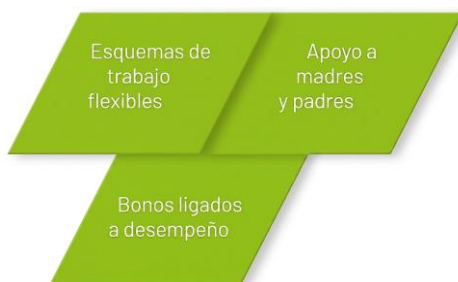 Esquemas de
trabajo
flexibles
Apoyo a
madres
y padres
Bonos ligados
a desempeño